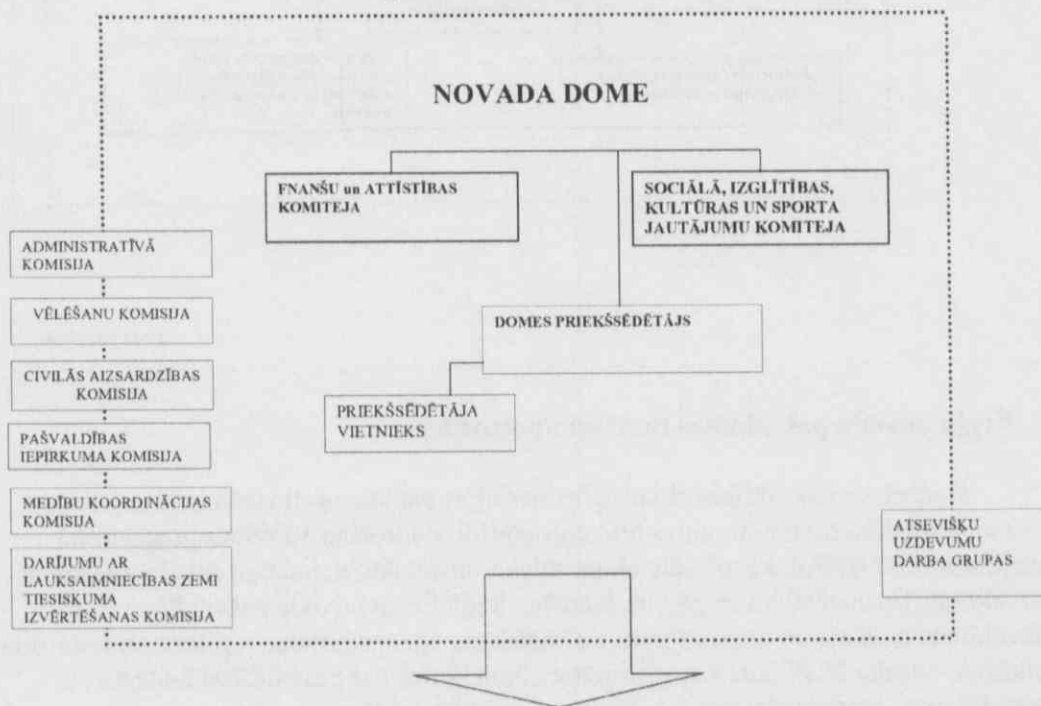 NOVADA DOME
FNANŠU un ATTĪSTĪBAS
KOMITEJA
SOCIĀLĀ, IZGLĪTĪBAS,
KULTŪRAS UN SPORTA
JAUTĀJUMU KOMITEJA
ADMINISTRATĪVĀ
KOMISIJA
VĒLĒŠANU KOMISIJA
DOMES PRIEKŠSĒDĒTĀJS
CIVILĀS AIZSARDZĪBAS
KOMISIJA
PRIEKŠSĒDĒTĀJA
VIETNIEKS
PAŠVALDĪBAS
IEPIRKUMA KOMISIJA
MEDĪBU KOORDINĀCIJAS
KOMISIJA
DARĪJUMU AR
LAUKSAIMNIECĪBAS ZEMI
TIESISKUMA
IZVĒRTĒŠANAS KOMISIJA
ATSEVIŠĶU
UZDEVUMU
DARBA GRUPAS